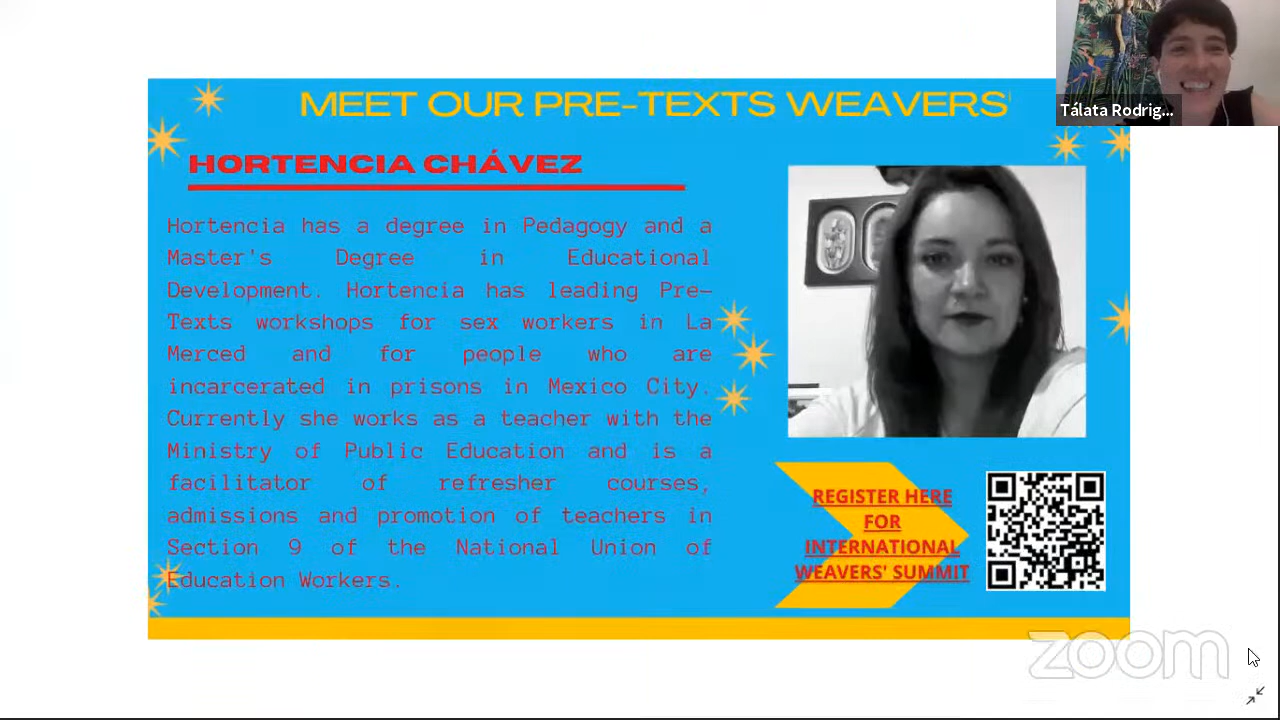 MEET OUR PRE-TEXTS WEAVERS'
Tálata Rodrig...
HORTENCIA CHÁVEZ
Hortencia has a degree in Pedagogy and a
Master's Degree in Educational
Development. Hortencia has leading Pre-
Texts workshops for sex workers in La
Merced and for people who are
incarcerated in prisons in Mexico City.
Currently she works as a teacher with the
Ministry of Public Education and is a
facilitator of refresher courses,
admissions and promotion of teachers in
Section 9 of the National Union of
Education Workers.
REGISTER HERE
FOR
INTERNATIONAL
WEAVERS' SUMMIT
zoom